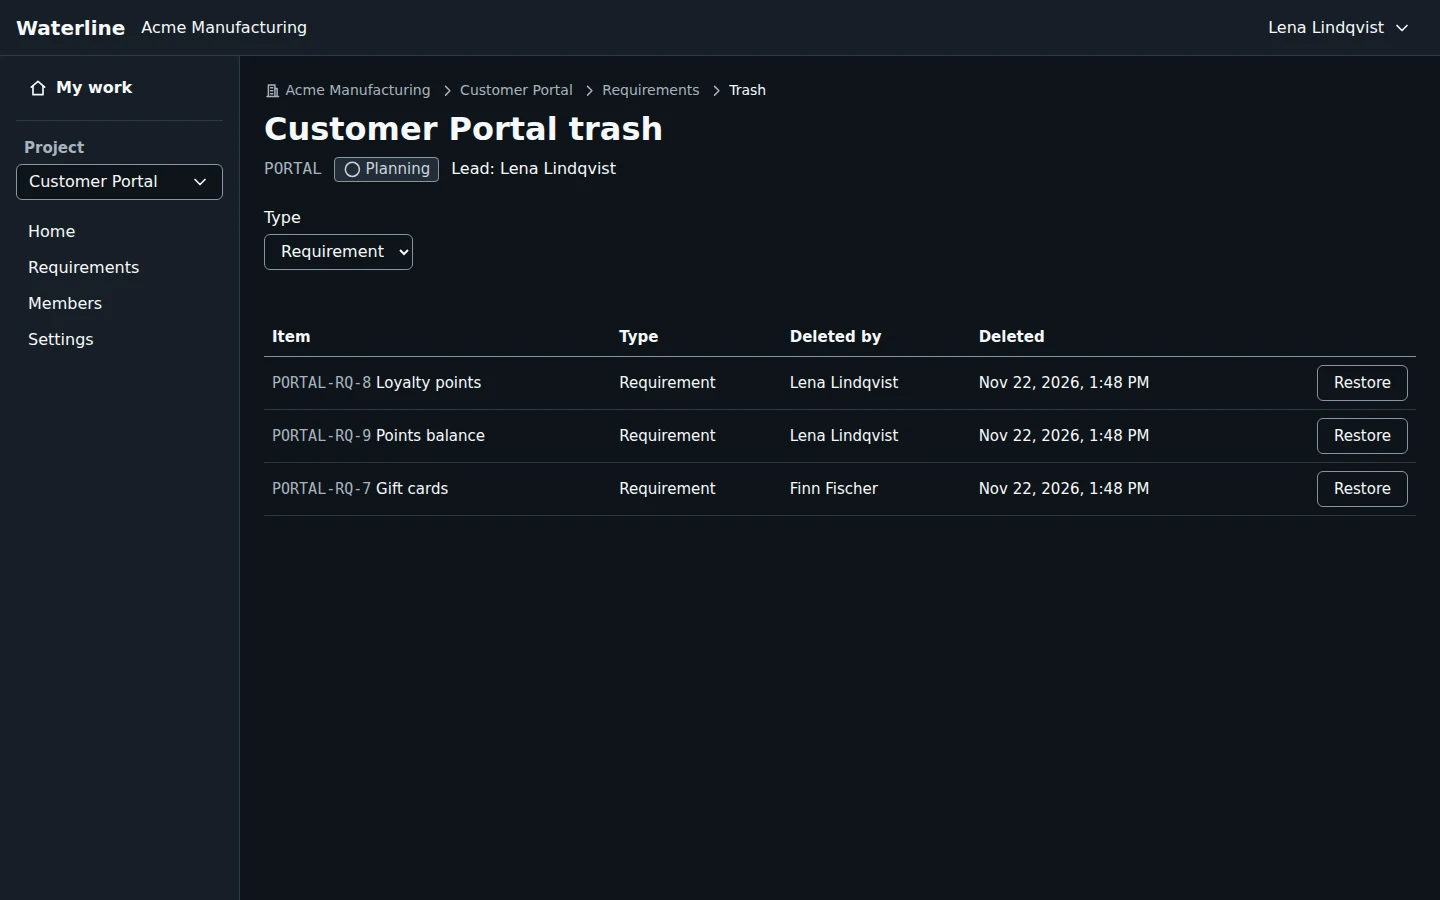 Waterline Acme Manufacturing Lena Lindqvist
My work
Project
Customer Portal
Home
Requirements
Members
Settings
Acme Manufacturing Customer Portal Requirements Trash
Customer Portal trash
PORTAL Planning Lead: Lena Lindqvist
Type
Requirement
Item Type Deleted by Deleted
PORTAL-RQ-8 Loyalty points Requirement Lena Lindqvist Nov 22, 2026, 1:48 PM Restore
PORTAL-RQ-9 Points balance Requirement Lena Lindqvist Nov 22, 2026, 1:48 PM Restore
PORTAL-RQ-7 Gift cards Requirement Finn Fischer Nov 22, 2026, 1:48 PM Restore